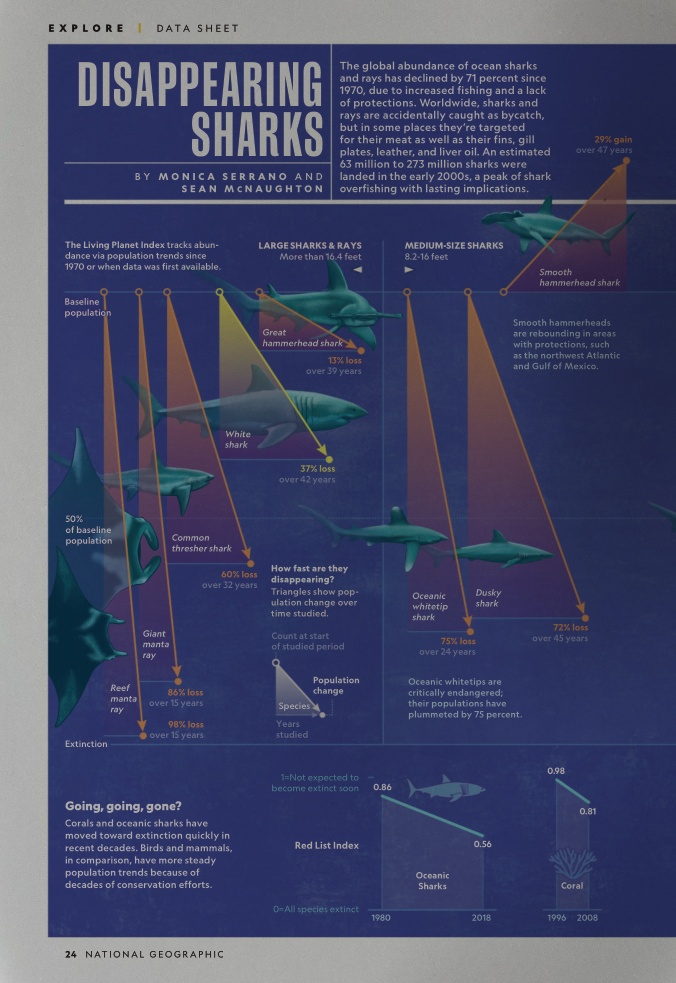 EXPLORE | DATA SHEET
DISAPPEARING
SHARKS
BY MONICA SERRANO AND
SEAN McNAUGHTON
The global abundance of ocean sharks
and rays has declined by 71 percent since
1970, due to increased fishing and a lack
of protections. Worldwide, sharks and
rays are accidentally caught as bycatch,
but in some places they're targeted
for their meat as well as their fins, gill
plates, leather, and liver oil. An estimated
63 million to 273 million sharks were
landed in the early 2000s, a peak of shark
overfishing with lasting implications.
The Living Planet Index tracks abun-
dance via population trends since
1970 or when data was first available.
LARGE SHARKS & RAYS
More than 16.4 feet
MEDIUM-SIZE SHARKS
8.2-16 feet
29% gain
over 47 years
Smooth
hammerhead shark
Baseline
population
Great
hammerhead shark
13% loss
over 39 years
Smooth hammerheads
are rebounding in areas
with protections, such
as the northwest Atlantic
and Gulf of Mexico.
White
shark
37% loss
over 42 years
50%
of baseline
population
Common
thresher shark
60% loss
over 32 years
How fast are they
disappearing?
Triangles show pop-
ulation change over
time studied.
Count at start
of studied period
Population
change
Species
Years
studied
Oceanic
whitetip
shark
75% loss
over 24 years
Dusky
shark
72% loss
over 45 years
Giant
manta
ray
86% loss
over 15 years
Reef
manta
ray
98% loss
over 15 years
Oceanic whitetips are
critically endangered;
their populations have
plummeted by 75 percent.
Extinction
Going, going, gone?
Corals and oceanic sharks have
moved toward extinction quickly in
recent decades. Birds and mammals,
in comparison, have more steady
population trends because of
decades of conservation efforts.
1=Not expected to
become extinct soon
0.86
0.56
Red List Index
Oceanic
Sharks
0=All species extinct
1980
2018
0.98
0.81
Coral
1996 2008
24 NATIONAL GEOGRAPHIC